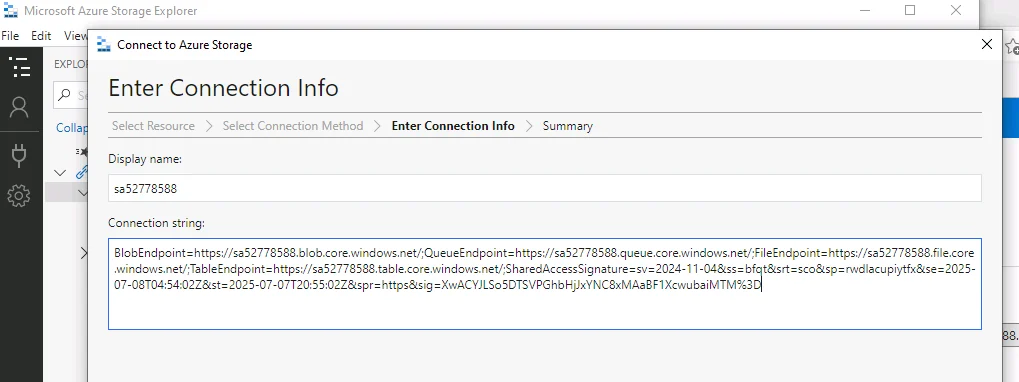 Microsoft Azure Storage Explorer
File Edit View
Connect to Azure Storage
EXPLO
Enter Connection Info
Se
Select Resource > Select Connection Method > Enter Connection Info > Summary
Collap
Display name:
sa52778588
Connection string:
BlobEndpoint=https://sa52778588.blob.core.windows.net/;QueueEndpoint=https://sa52778588.queue.core.windows.net/;FileEndpoint=https://sa52778588.file.core
.windows.net/;TableEndpoint=https://sa52778588.table.core.windows.net/;SharedAccessSignature=sv=2024-11-04&ss=bfqt&srt=sco&sp=rwdlacupiytfx&se=2025-
07-08T04:54:02Z&st=2025-07-07T20:55:02Z&spr=https&sig=XwACYJLSo5DTSVPGhbHjJxYNC8xMAaBF1XcwubaiMTM%3D
88.